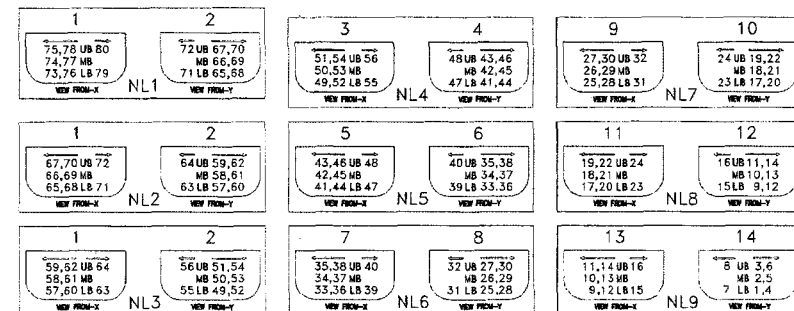 1 2
75,78 UB 80 72 UB 67,70
74,77 MB MB 66,69
73,76 LB 79 71 LB 65,68
VIEW FROM-X NL1 VIEW FROM-Y
3 4
51,54 UB 56 48 UB 43,46
50,53 MB MB 42,45
49,52 LB 55 47 LB 41,44
VIEW FROM-X NL4 VIEW FROM-Y
9 10
27,30 UB 32 24 UB 19,22
26,29 MB MB 18,21
25,28 LB 31 23 LB 17,20
VIEW FROM-X NL7 VIEW FROM-Y
1 2
67,70 UB 72 64 UB 59,62
66,69 MB MB 58,61
65,68 LB 71 63 LB 57,60
VIEW FROM-X NL2 VIEW FROM-Y
5 6
43,46 UB 48 40 UB 35,38
42,45 MB MB 34,37
41,44 LB 47 39 LB 33,36
VIEW FROM-X NL5 VIEW FROM-Y
11 12
19,22 UB 24 16 UB 11,14
18,21 MB MB 10,13
17,20 LB 23 15 LB 9,12
VIEW FROM-X NL8 VIEW FROM-Y
1 2
59,62 UB 64 56 UB 51,54
58,61 MB MB 50,53
57,60 LB 63 55 LB 49,52
VIEW FROM-X NL3 VIEW FROM-Y
7 8
35,38 UB 40 32 UB 27,30
34,37 MB MB 26,29
33,36 LB 39 31 LB 25,28
VIEW FROM-X NL6 VIEW FROM-Y
13 14
11,14 UB 16 8 UB 3,6
10,13 MB MB 2,5
9,12 LB 15 7 LB 1,4
VIEW FROM-X NL9 VIEW FROM-Y